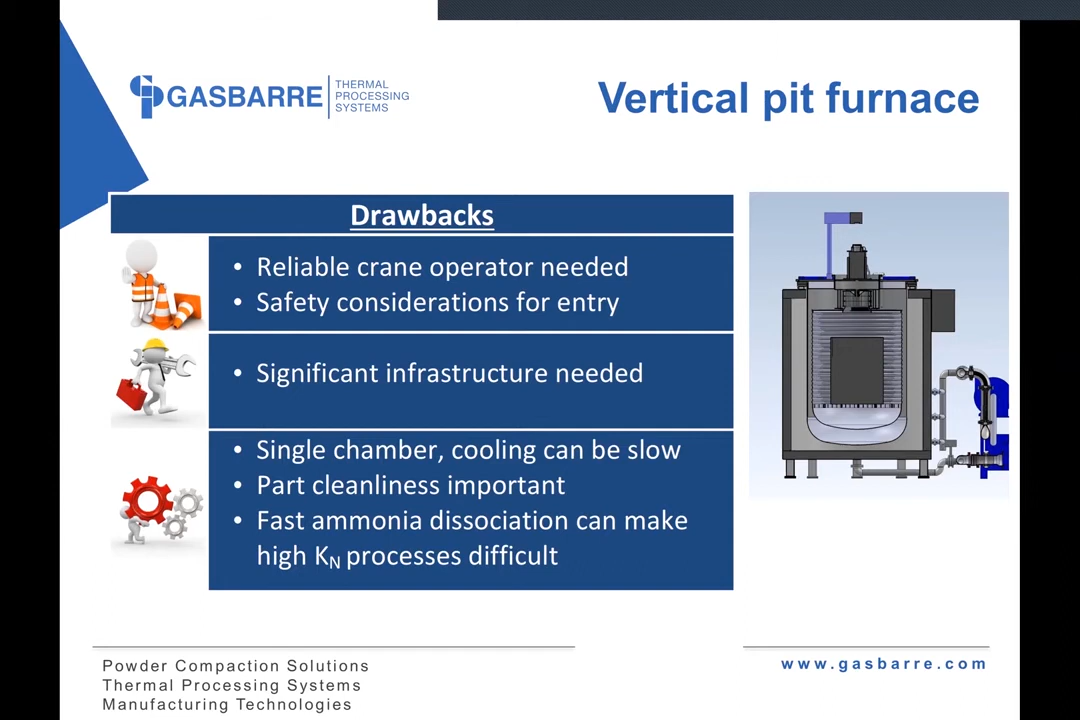 GASBARRE
THERMAL
PROCESSING
SYSTEMS
Vertical pit furnace
Drawbacks
• Reliable crane operator needed
• Safety considerations for entry
• Significant infrastructure needed
• Single chamber, cooling can be slow
• Part cleanliness important
• Fast ammonia dissociation can make
high KN processes difficult
Powder Compaction Solutions
Thermal Processing Systems
Manufacturing Technologies
www.gasbarre.com